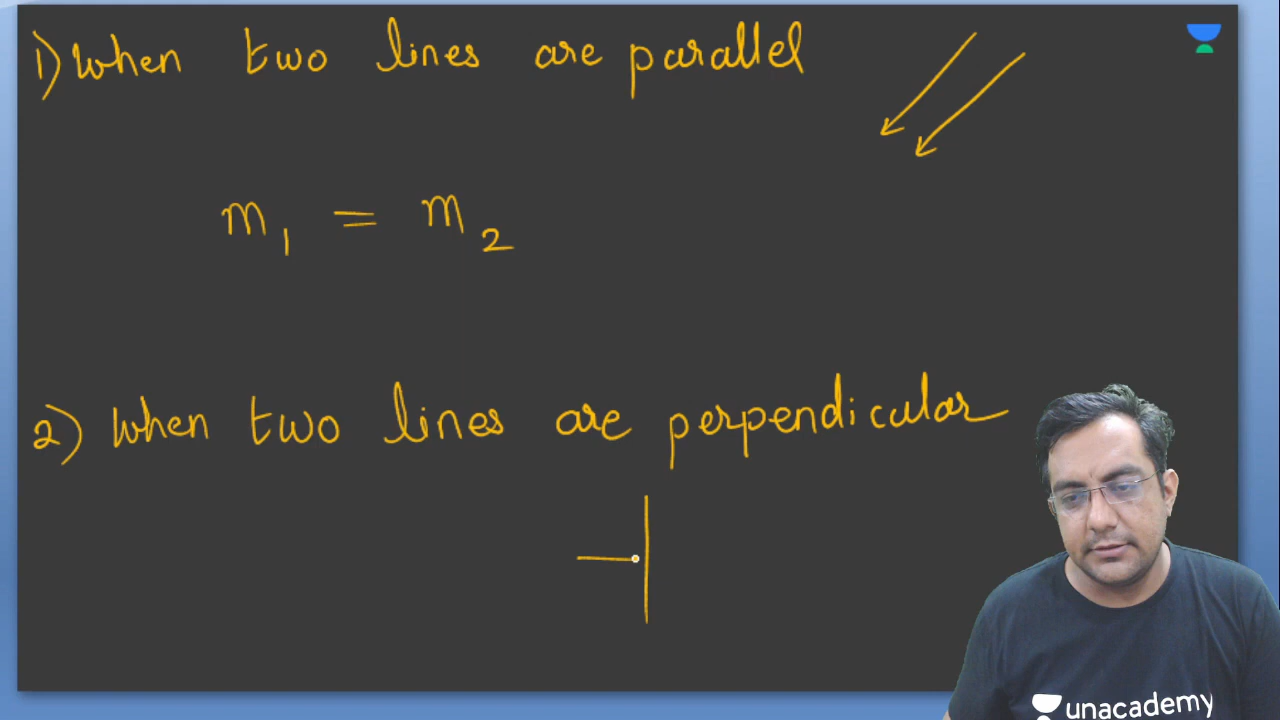 1) When two lines are parallel
m₁ = m₂
2) When two lines are perpendicular
unacademy